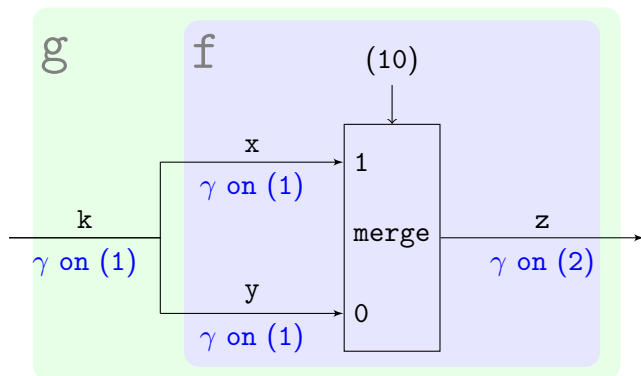 g
f
(10)
x
1
γ on (1)
k
merge
z
γ on (1)
γ on (2)
y
0
γ on (1)